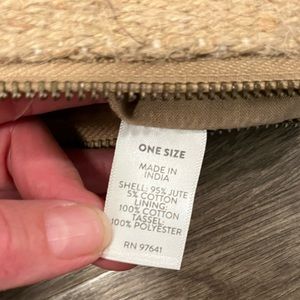 ONE SIZE
MADE IN
INDIA
SHELL: 95% JUTE
5% COTTON
LINING:
100% COTTON
TASSEL:
100% POLYESTER
RN 97641